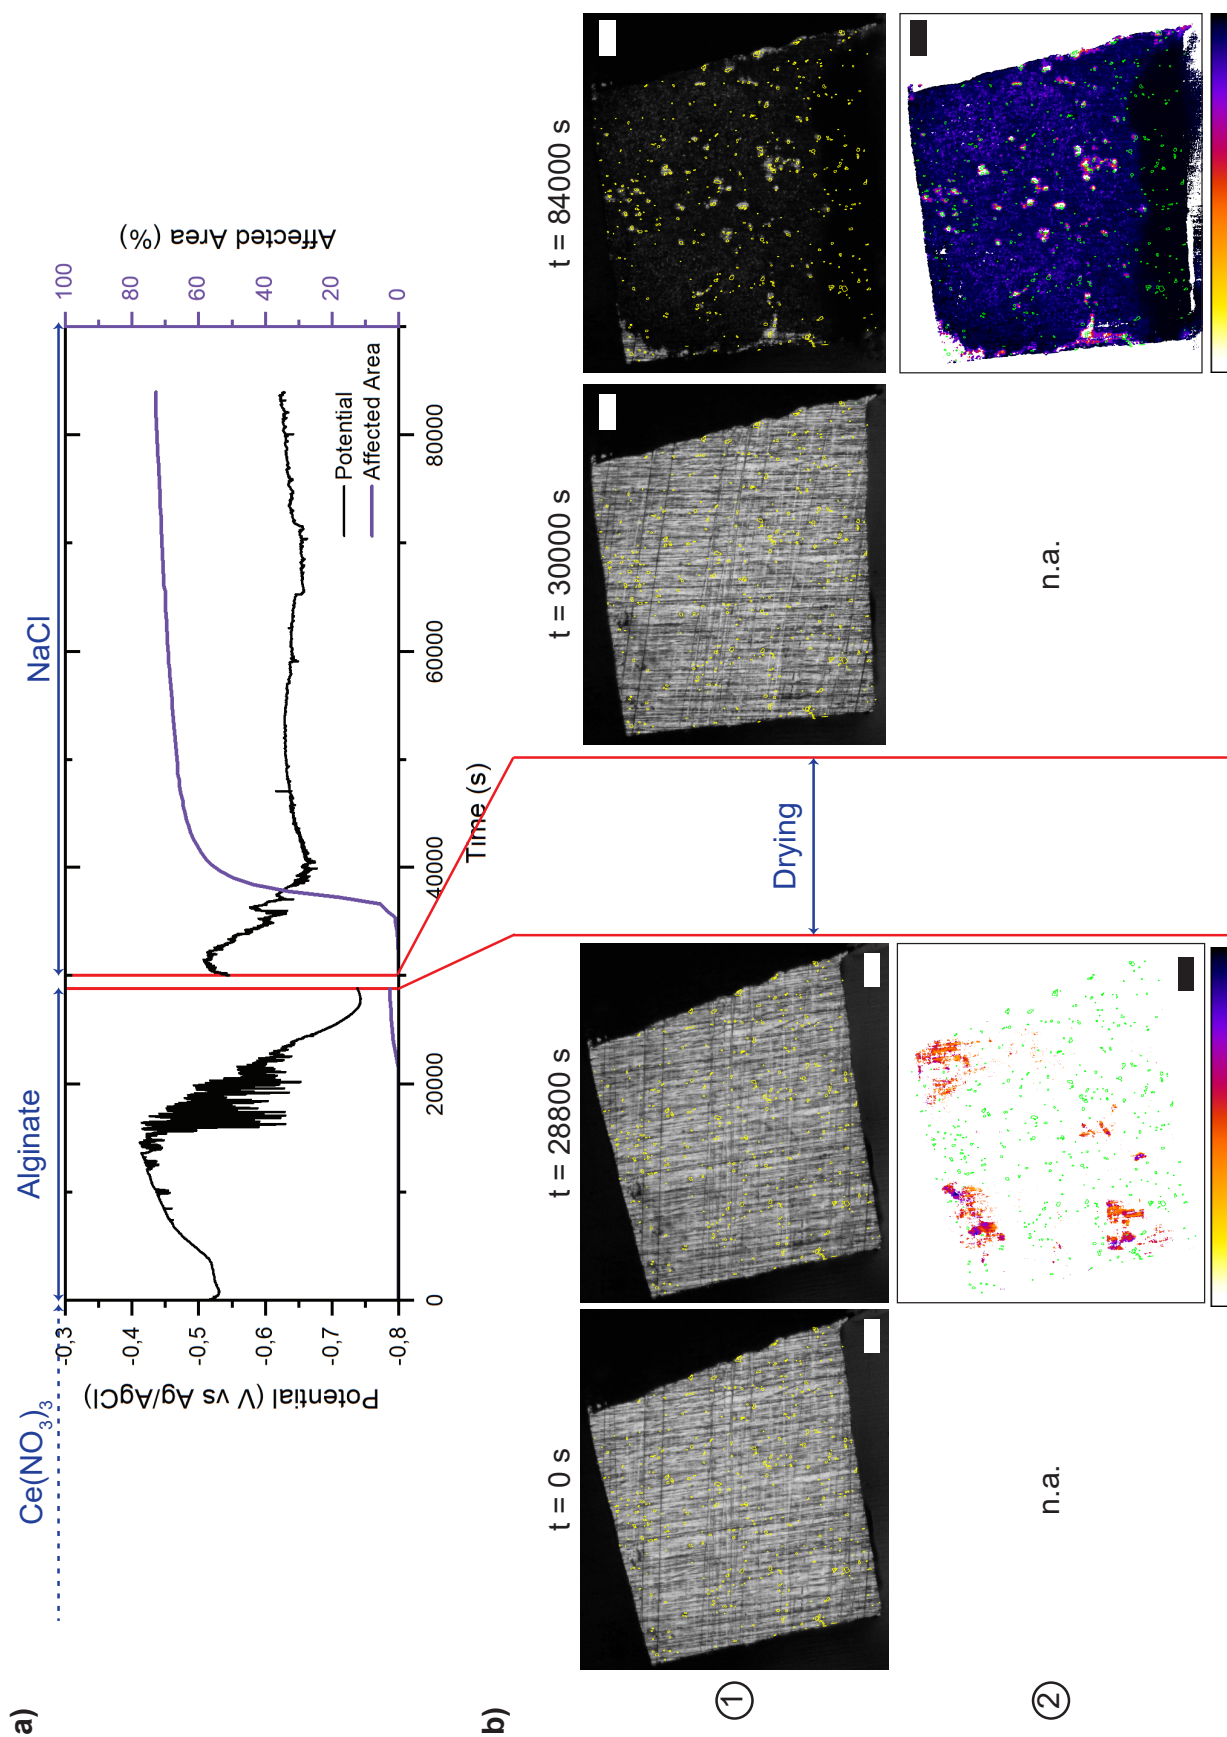 a)
Ce(NO3)3
Alginate
NaCl
Potential (V vs Ag/AgCl)
-0,3
-0,4
-0,5
-0,6
-0,7
-0,8
0
20000
40000
60000
80000
Time (s)
Potential
Affected Area
100
80
60
40
20
0
Affected Area (%)
b)
t = 0 s
t = 28800 s
t = 30000 s
t = 84000 s
1
Drying
2
n.a.
n.a.